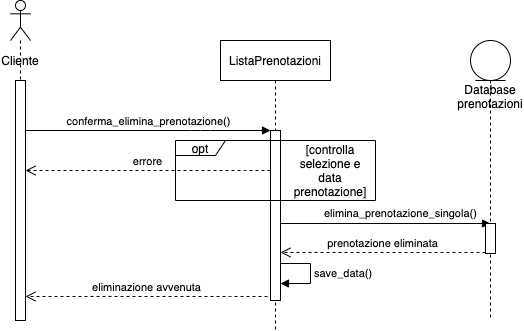 Cliente
ListaPrenotazioni
Database
prenotazioni
conferma_elimina_prenotazione()
opt
[controlla
selezione e
data
prenotazione]
errore
elimina_prenotazione_singola()
prenotazione eliminata
save_data()
eliminazione avvenuta